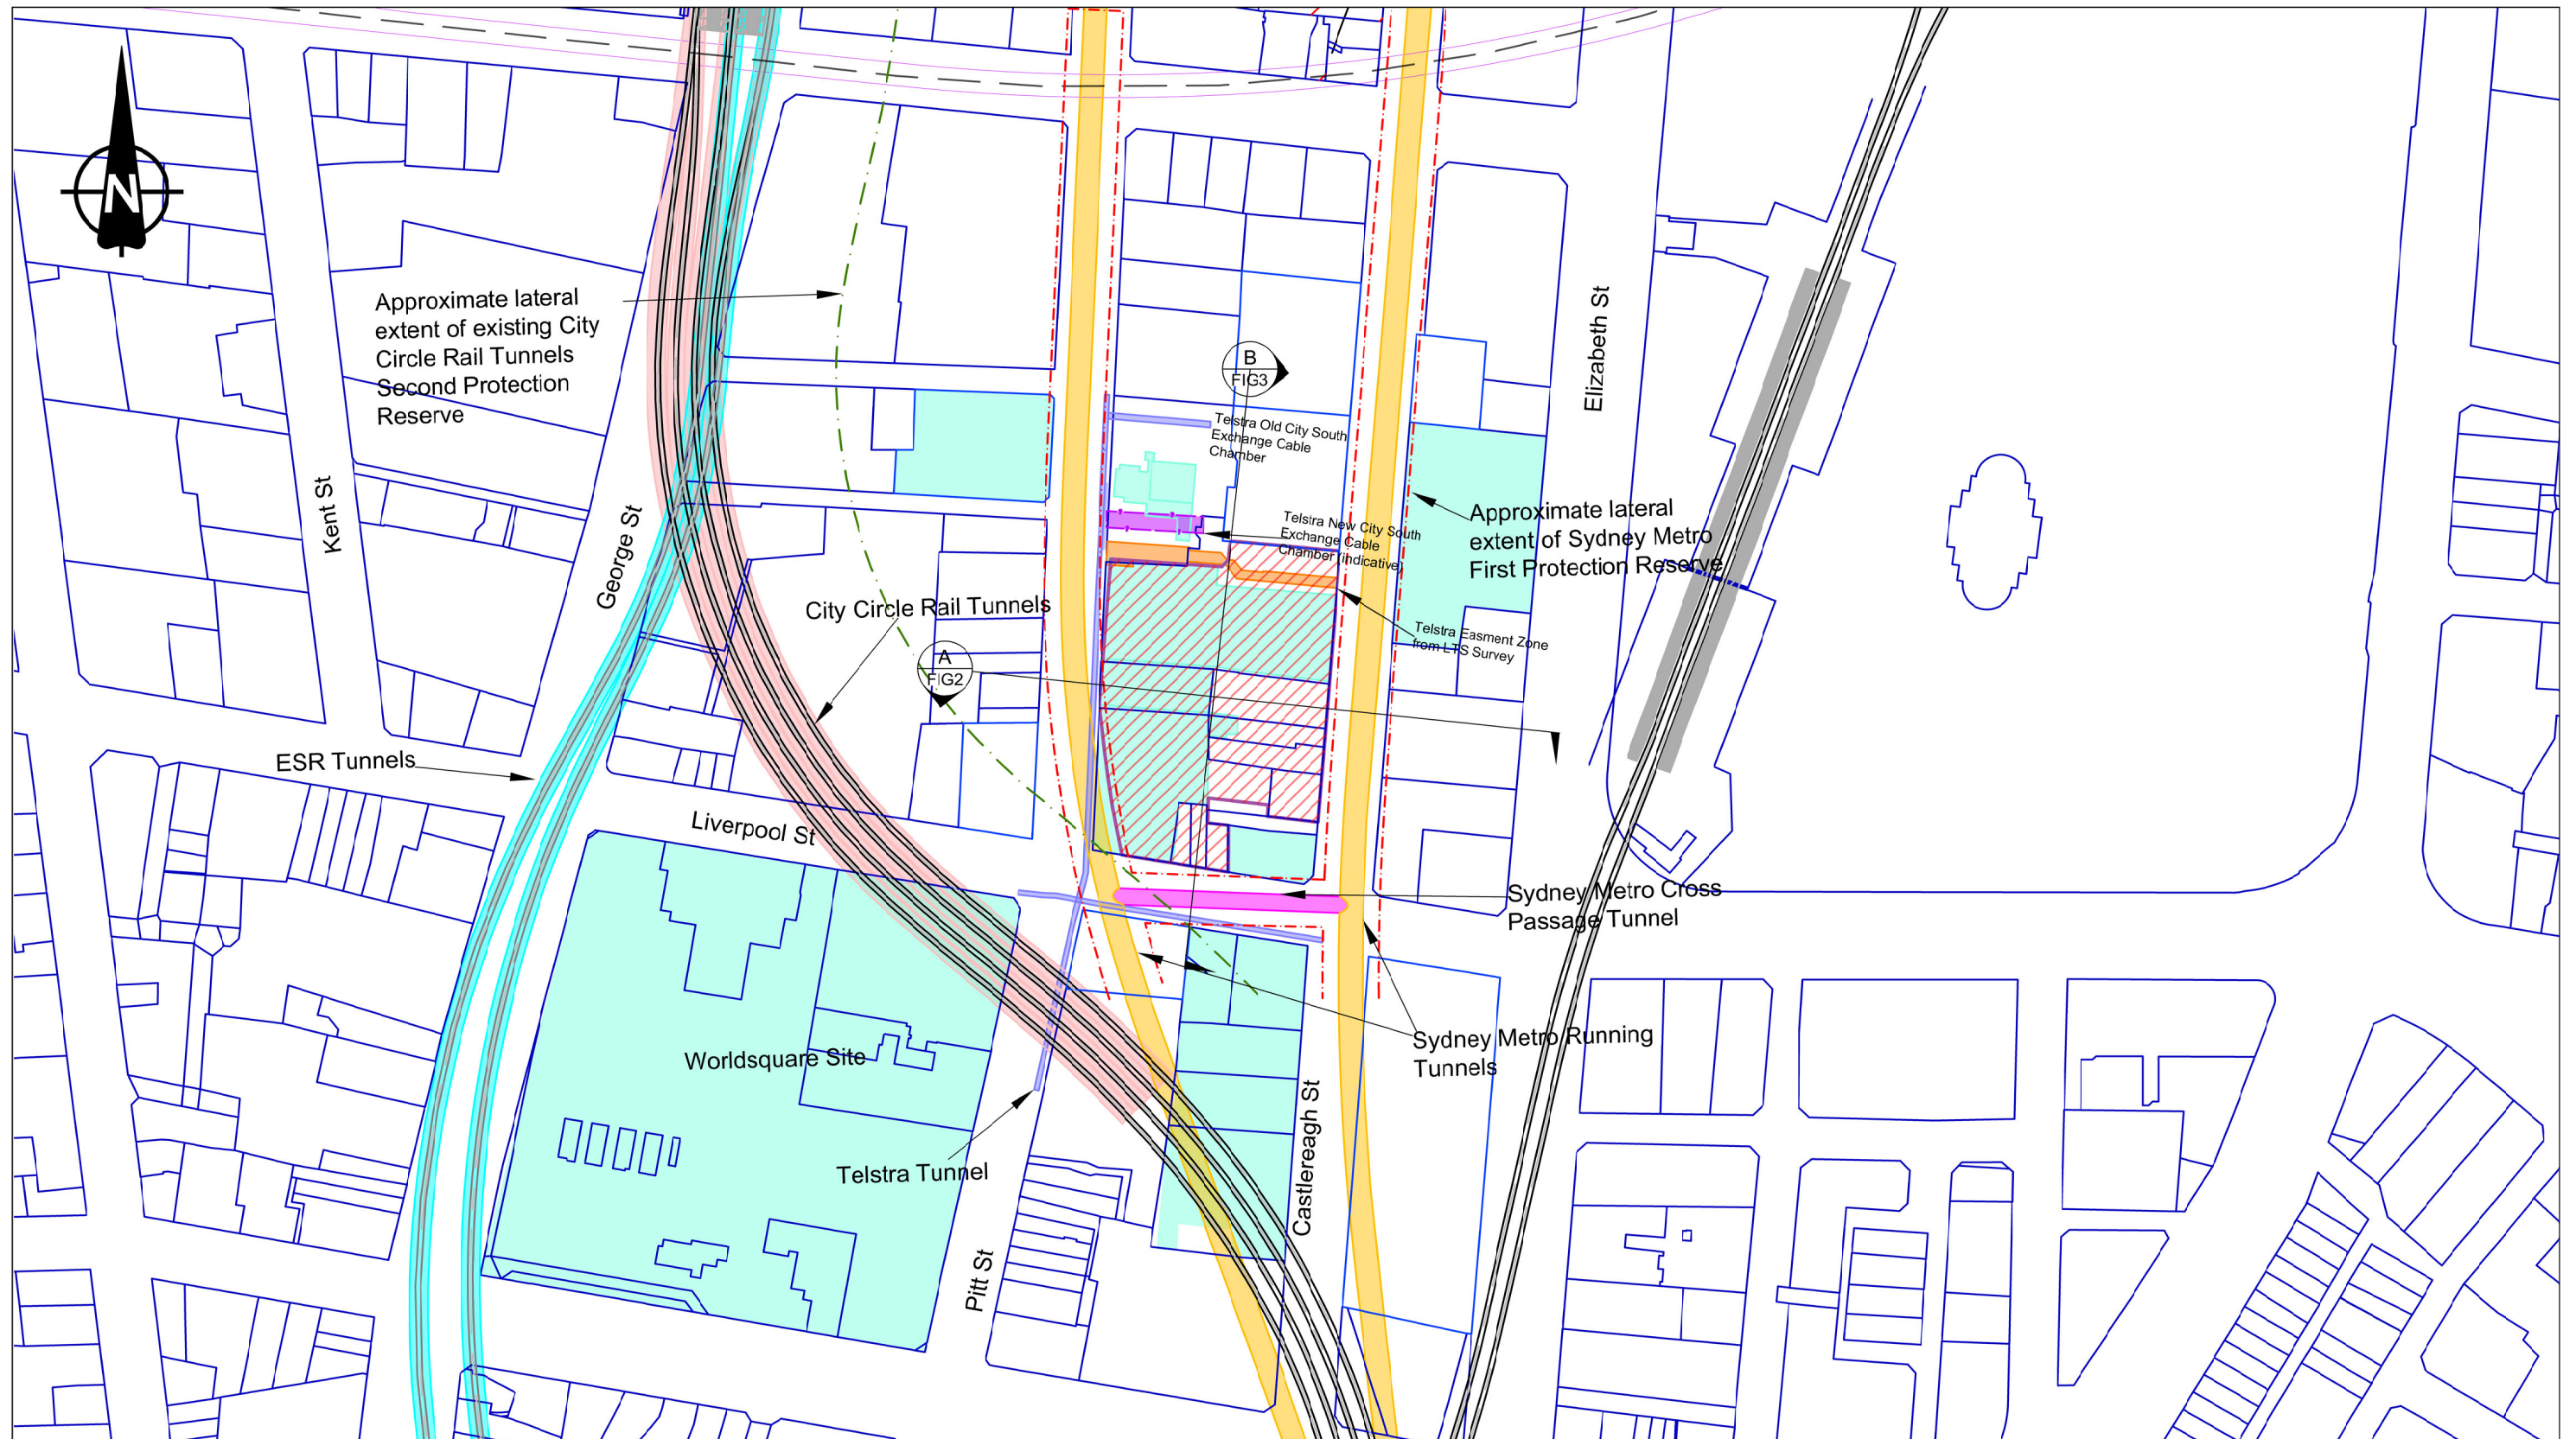 N
Approximate lateral
extent of existing City
Circle Rail Tunnels
Second Protection
Reserve
B
FIG3
Elizabeth St
Telstra Old City South
Exchange Cable
Chamber
Kent St
George St
Telstra New City South
Exchange Cable
Chamber (indicative)
Approximate lateral
extent of Sydney Metro
First Protection Reserve
City Circle Rail Tunnels
A
FIG2
Telstra Easment Zone
from LTS Survey
ESR Tunnels
Liverpool St
Sydney Metro Cross
Passage Tunnel
Worldsquare Site
Sydney Metro Running
Tunnels
Telstra Tunnel
Castlereagh St
Pitt St